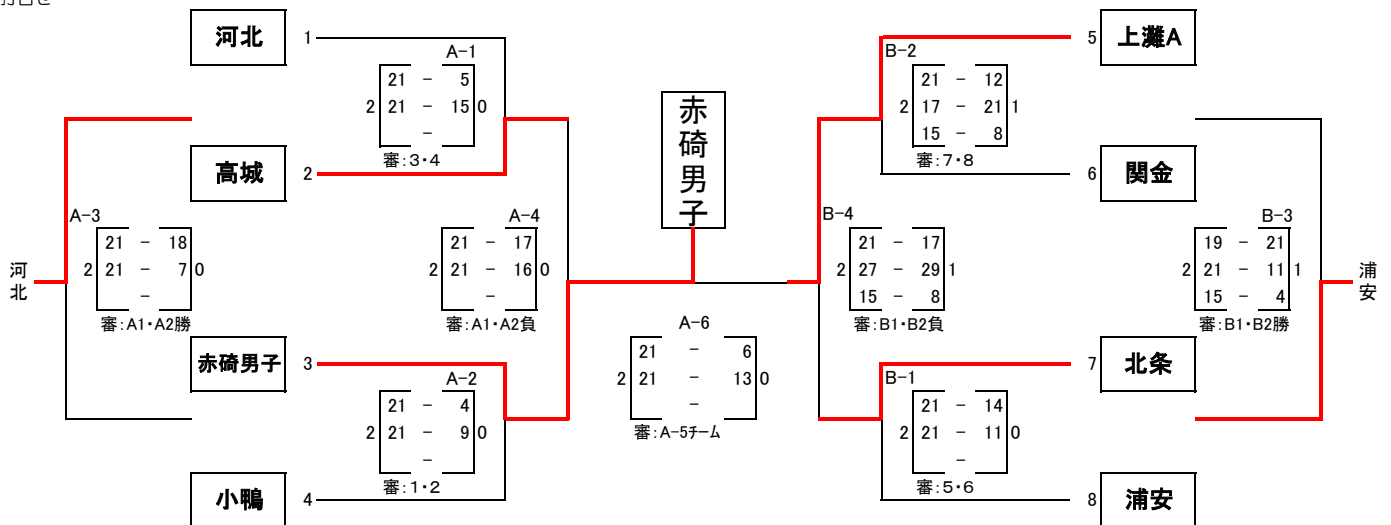 河北 1
A-1
21 - 5
2 21 - 15 0
-
審:3・4
高城 2
A-3
21 - 18
2 21 - 7 0
-
審:A1・A2勝
河北
A-4
21 - 17
2 21 - 16 0
-
審:A1・A2負
赤碕男子 3
A-2
21 - 4
2 21 - 9 0
-
審:1・2
小鴨 4
赤碕男子
A-6
21 - 6
2 21 - 13 0
-
審:A-5チーム
5 上灘A
B-2
21 - 12
2 17 - 21 1
15 - 8
審:7・8
6 関金
B-4
21 - 17
2 27 - 29 1
15 - 8
審:B1・B2負
B-3
19 - 21
2 21 - 11 1
15 - 4
審:B1・B2勝
浦安
7 北条
B-1
21 - 14
2 21 - 11 0
-
審:5・6
8 浦安